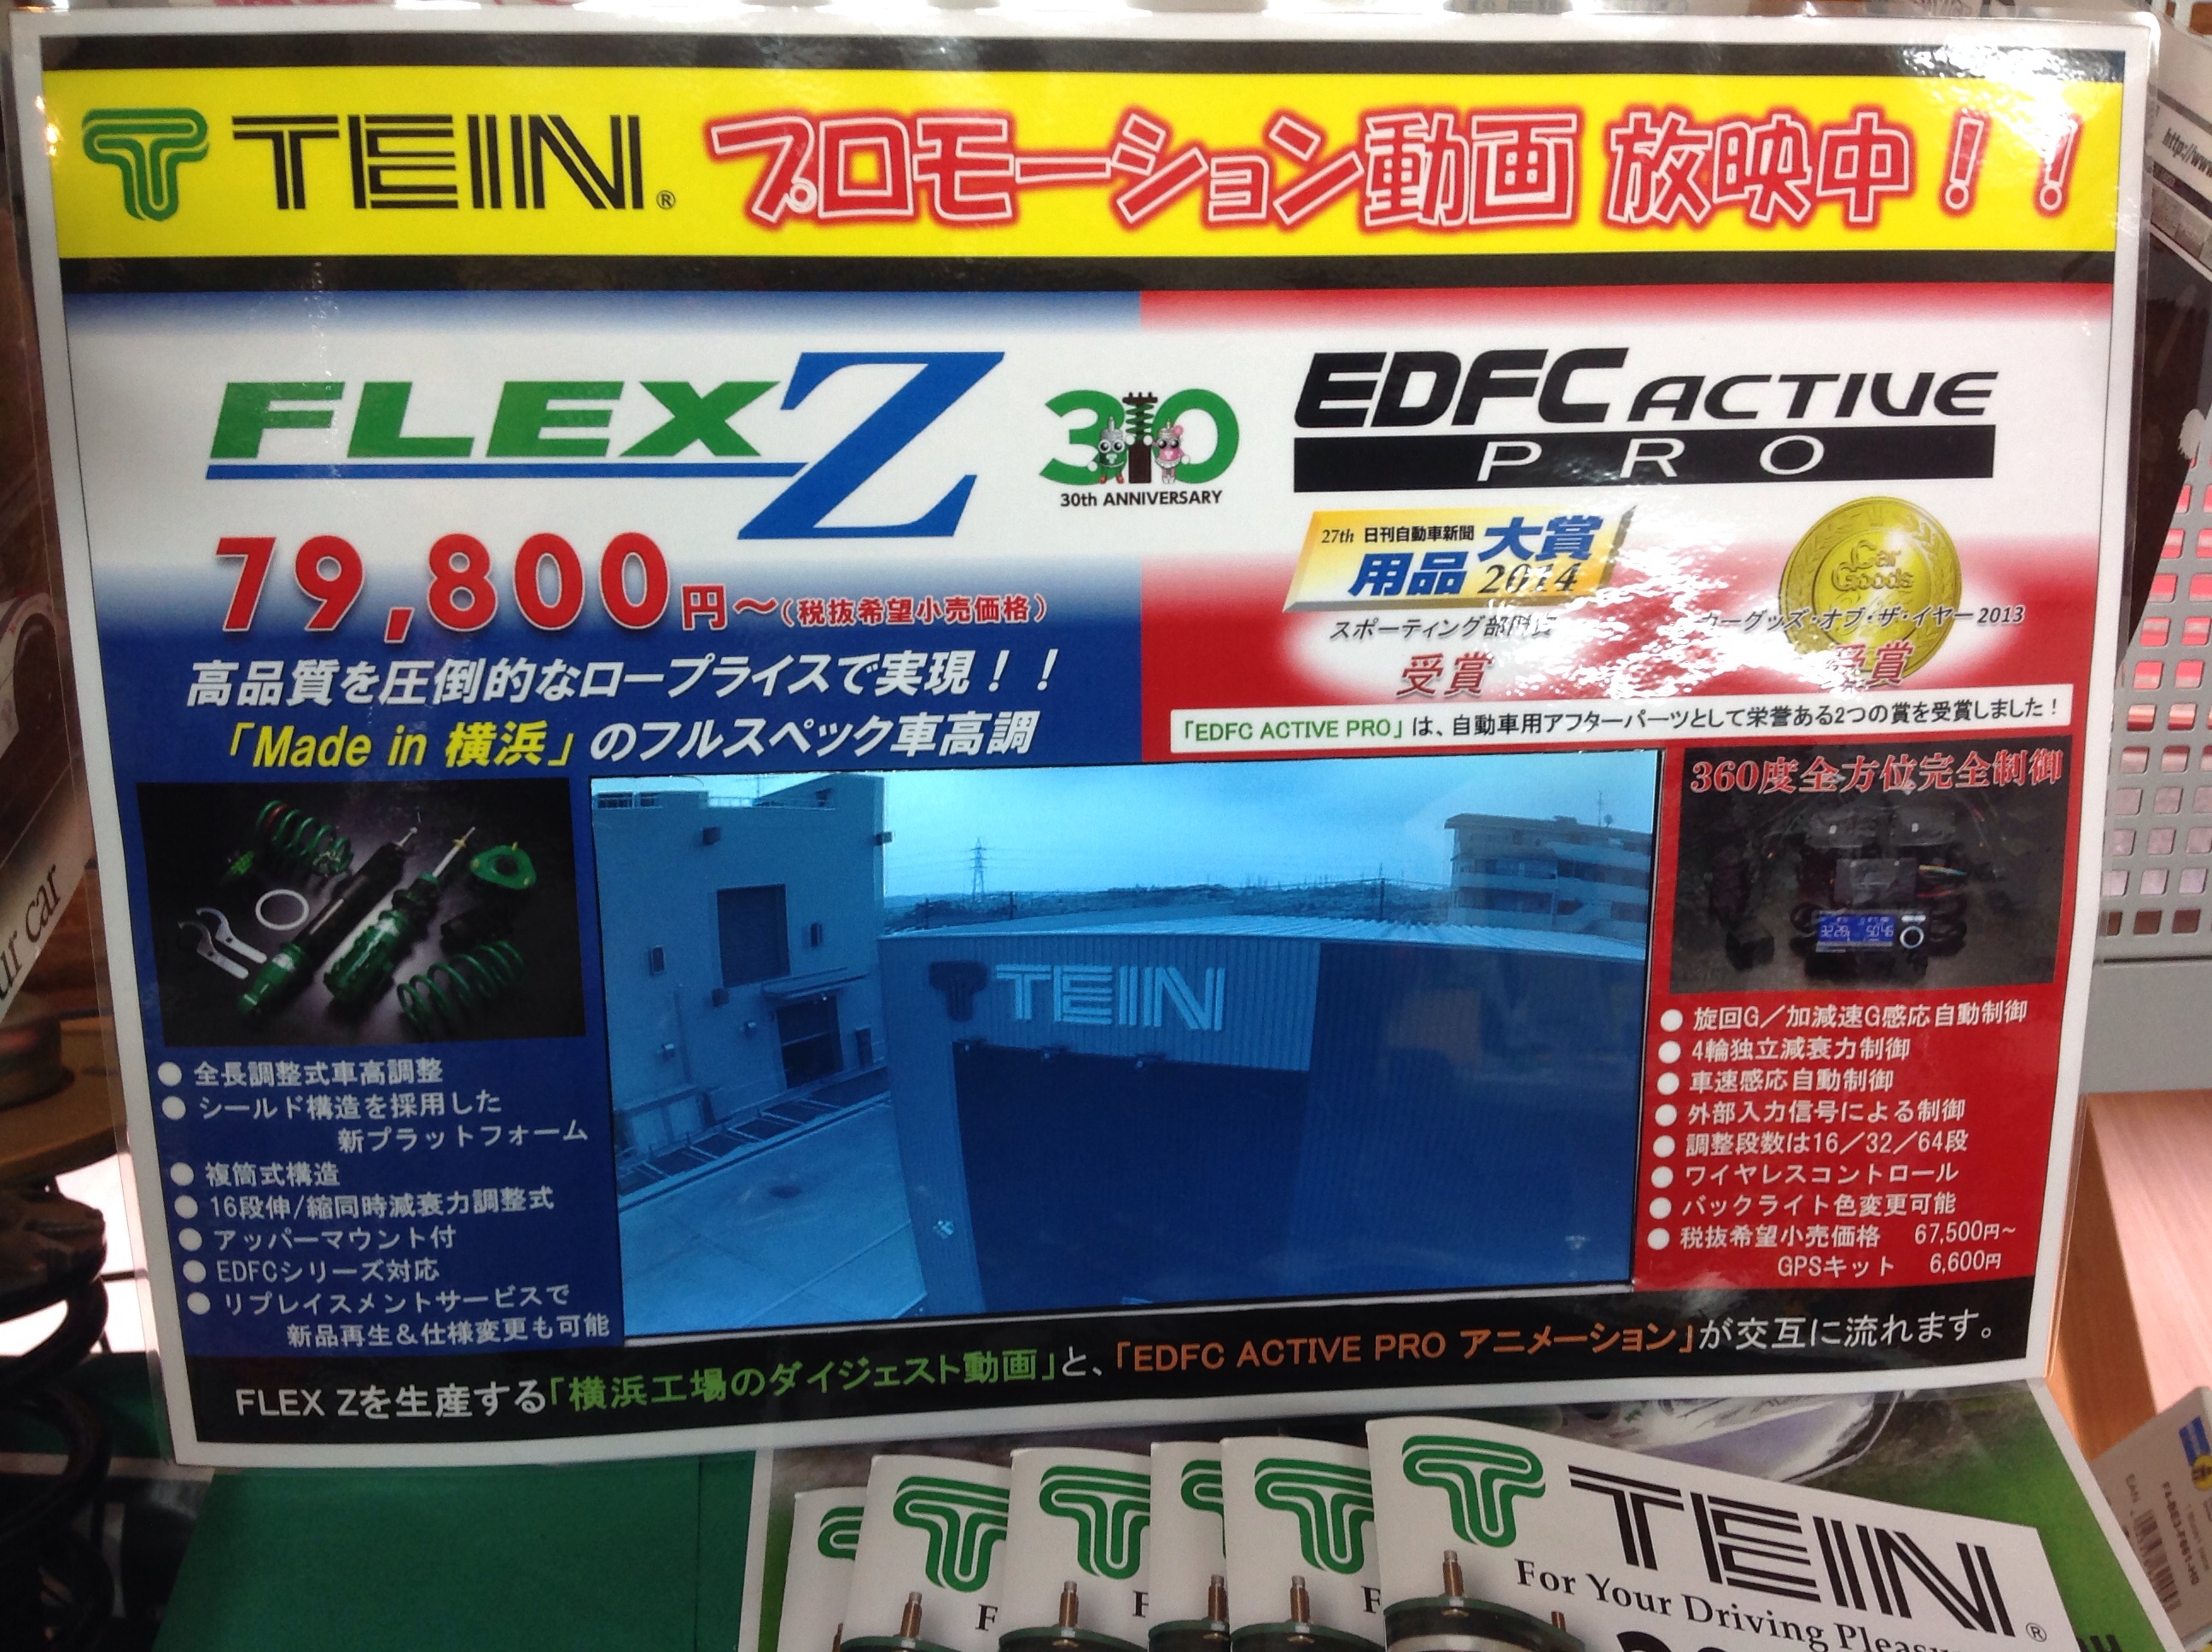 TEIN® プロモーション動画 放映中！！
FLEX Z
30
30th ANNIVERSARY
79,800円～(税抜希望小売価格)
高品質を圧倒的なロープライスで実現！！
「Made in 横浜」のフルスペック車高調
全長調整式車高調整
シールド構造を採用した
新プラットフォーム
複筒式構造
16段伸/縮同時減衰力調整式
アッパーマウント付
EDFCシリーズ対応
リプレイスメントサービスで
新品再生＆仕様変更も可能
EDFC ACTIVE
PRO
27th 日刊自動車新聞
用品大賞
2014
スポーティング部門賞
受賞
Car
Goods
カーグッズ・オブ・ザ・イヤー2013
受賞
「EDFC ACTIVE PRO」は、自動車用アフターパーツとして栄誉ある2つの賞を受賞しました！
360度全方位完全制御
旋回G／加減速G感応自動制御
4輪独立減衰力制御
車速感応自動制御
外部入力信号による制御
調整段数は16／32／64段
ワイヤレスコントロール
バックライト色変更可能
税抜希望小売価格 67,500円～
GPSキット 6,600円
TEIN
FLEX Zを生産する「横浜工場のダイジェスト動画」と、「EDFC ACTIVE PRO アニメーション」が交互に流れます。
TEIN®
For Your Driving Pleasu
ur car
http://ww